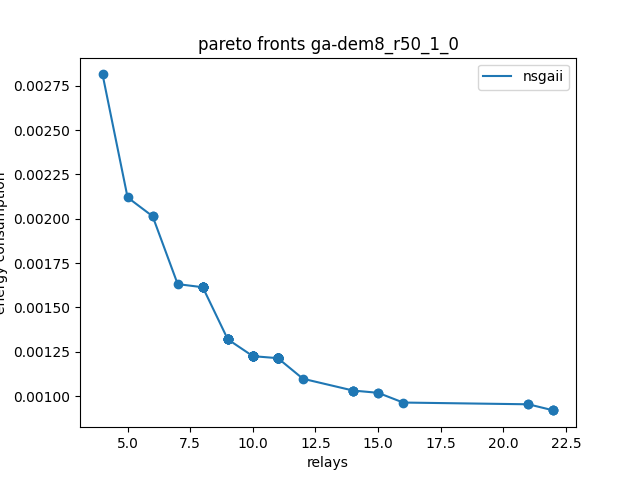 pareto fronts ga-dem8_r50_1_0
nsgaii
0.00275
0.00250
0.00225
0.00200
0.00175
0.00150
0.00125
0.00100
energy consumption
5.0 7.5 10.0 12.5 15.0 17.5 20.0 22.5
relays